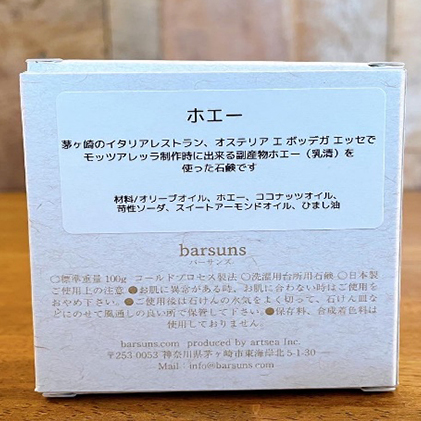 ホエー
茅ヶ崎のイタリアレストラン、オステリア エ ボッデガ エッセで
モッツアレッラ制作時に出来る副産物ホエー（乳清）を
使った石鹸です
材料/オリーブオイル、ホエー、ココナッツオイル、
苛性ソーダ、スイートアーモンドオイル、ひまし油
barsuns
バーサンズ
〇標準重量100g コールドプロセス製法 〇洗濯用台所用石鹸 〇日本製
ご使用上の注意 ●お肌に異常がある時、お肌に合わない時はご使用を
おやめ下さい。●ご使用後は石けんの水気をよく切って、石けん皿な
どにのせて風通しの良い所で保管して下さい。●保存料、合成着色料は
使用しておりません。
barsuns.com produced by artsea Inc.
〒253-0053 神奈川県茅ヶ崎市東海岸北5-1-30
Mail : info@barsuns.com